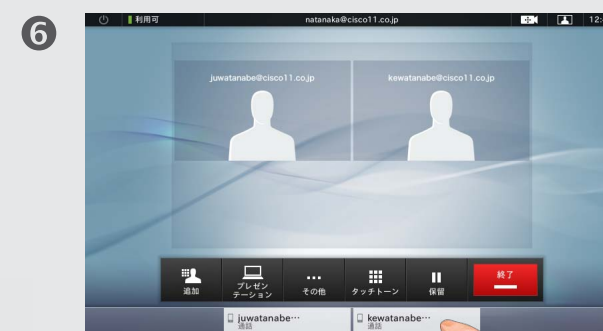 6
利用可
natanaka@cisco11.co.jp
12:
juwatanabe@cisco11.co.jp
kewatanabe@cisco11.co.jp
追加
プレゼン
テーション
その他
タッチトーン
保留
終了
juwatanabe…
通話
kewatanabe…
通話